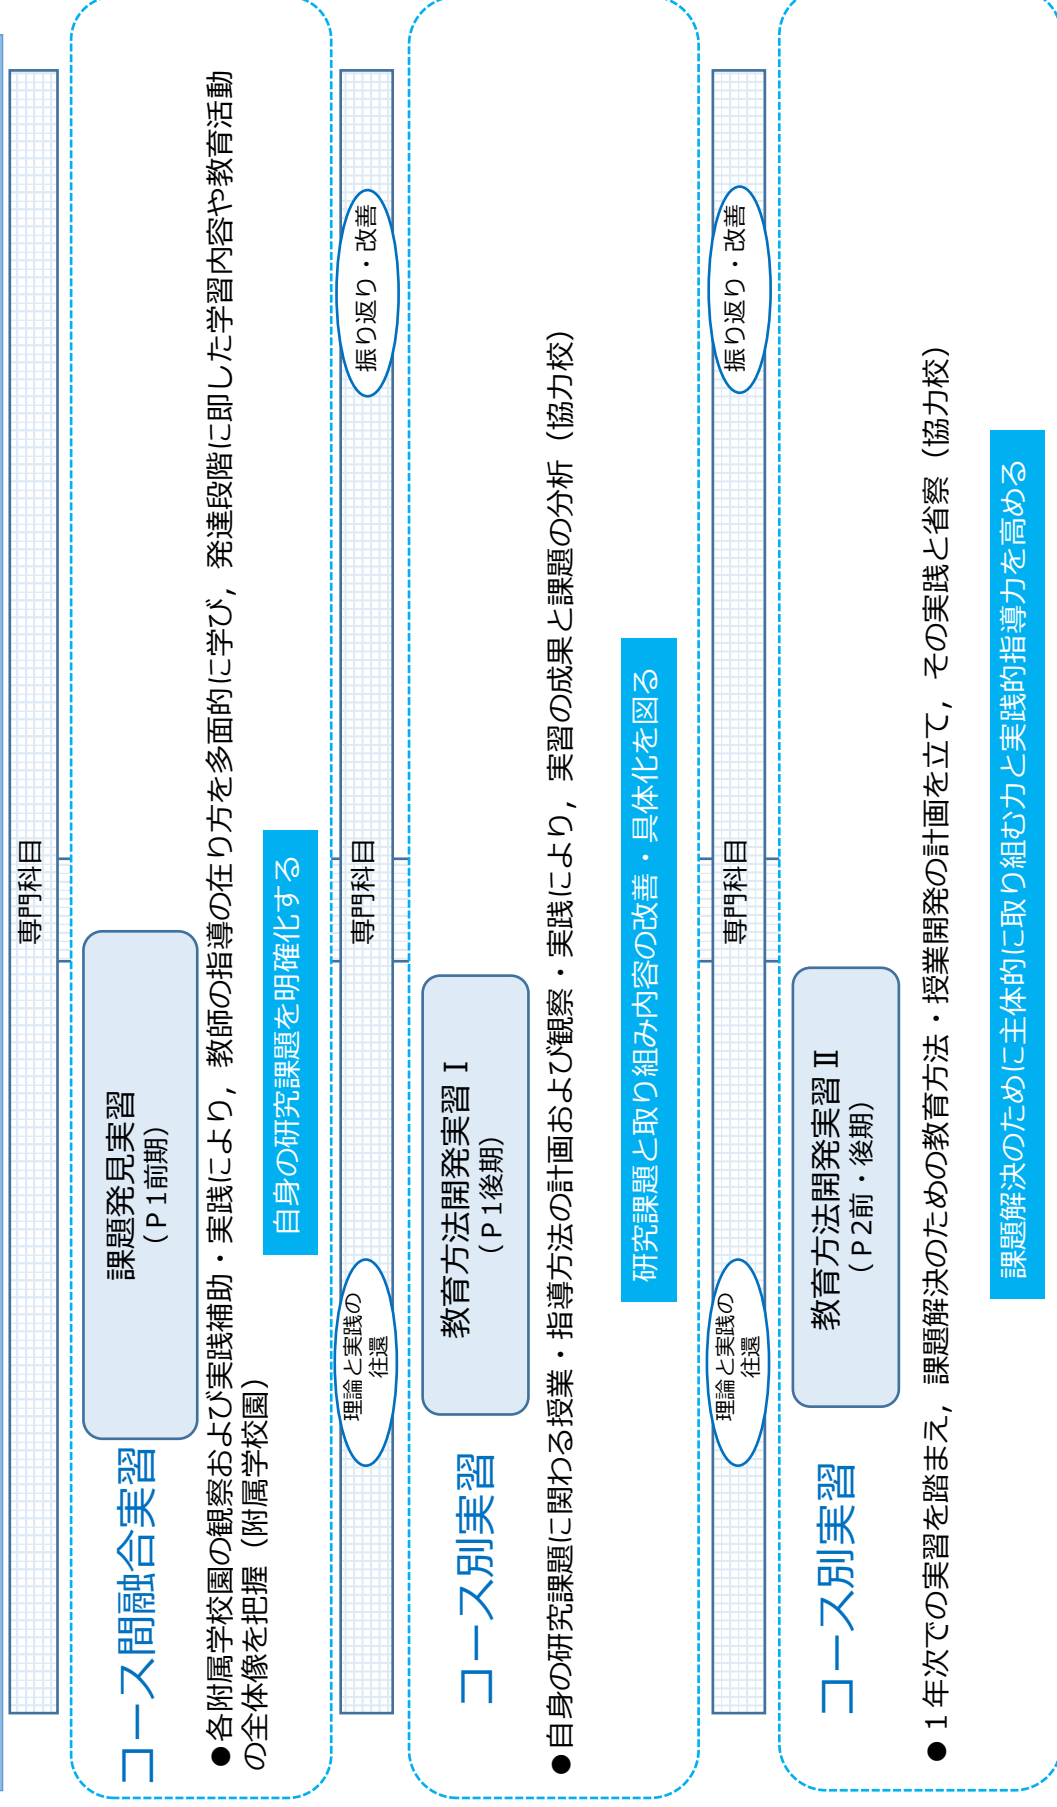 専門科目
コース間融合実習
課題発見実習
（Ｐ1前期）
●各附属学校園の観察および実践補助・実践により，教師の指導の在り方を多面的に学び，発達段階に即した学習内容や教育活動
の全体像を把握（附属学校園）
自身の研究課題を明確化する
理論と実践の
往還
専門科目
振り返り・改善
コース別実習
教育方法開発実習Ⅰ
（Ｐ1後期）
●自身の研究課題に関わる授業・指導方法の計画および観察・実践により，実習の成果と課題の分析（協力校）
研究課題と取り組み内容の改善・具体化を図る
理論と実践の
往還
専門科目
振り返り・改善
コース別実習
教育方法開発実習Ⅱ
（Ｐ2前・後期）
●１年次での実習を踏まえ，課題解決のための教育方法・授業開発の計画を立て，その実践と省察（協力校）
課題解決のために主体的に取り組む力と実践的指導力を高める